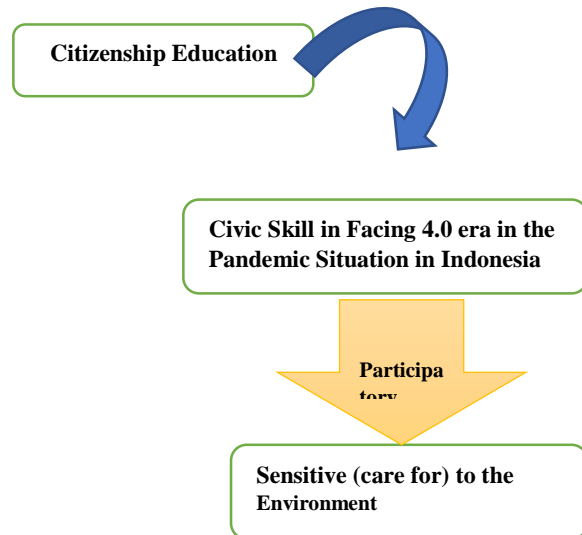 Citizenship Education
Civic Skill in Facing 4.0 era in the
Pandemic Situation in Indonesia
Participa
tory
Sensitive (care for) to the
Environment